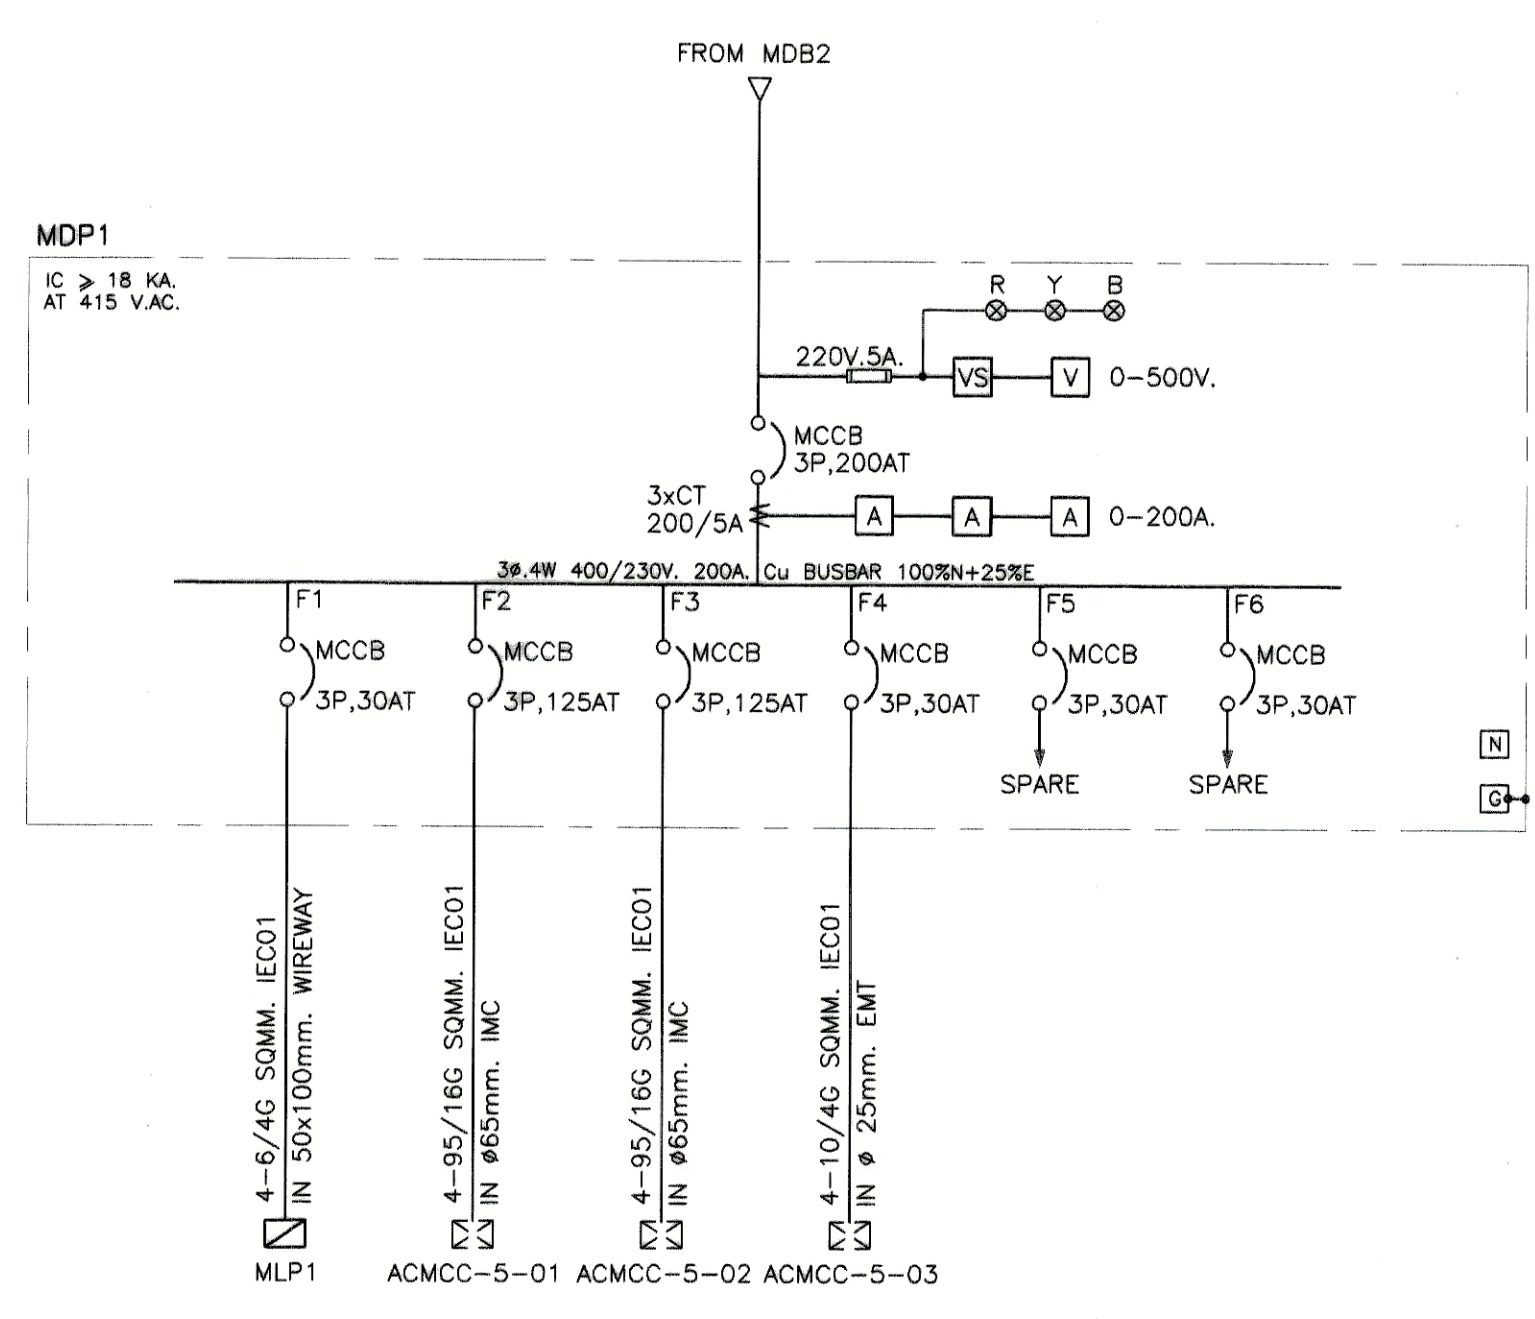 FROM MDB2
MDP1
IC ⩾ 18 KA.
AT 415 V.AC.
R Y B
220V.5A.
VS V 0-500V.
MCCB
3P,200AT
3xCT
200/5A
A A A 0-200A.
3ø.4W 400/230V. 200A. Cu BUSBAR 100%N+25%E
F1 F2 F3 F4 F5 F6
MCCB MCCB MCCB MCCB MCCB MCCB
3P,30AT 3P,125AT 3P,125AT 3P,30AT 3P,30AT 3P,30AT
N
SPARE SPARE
G
4-6/4G SQMM. IEC01
IN 50x100mm. WIREWAY
4-95/16G SQMM. IEC01
IN ø65mm. IMC
4-95/16G SQMM. IEC01
IN ø65mm. IMC
4-10/4G SQMM. IEC01
IN ø 25mm. EMT
MLP1 ACMCC-5-01 ACMCC-5-02 ACMCC-5-03